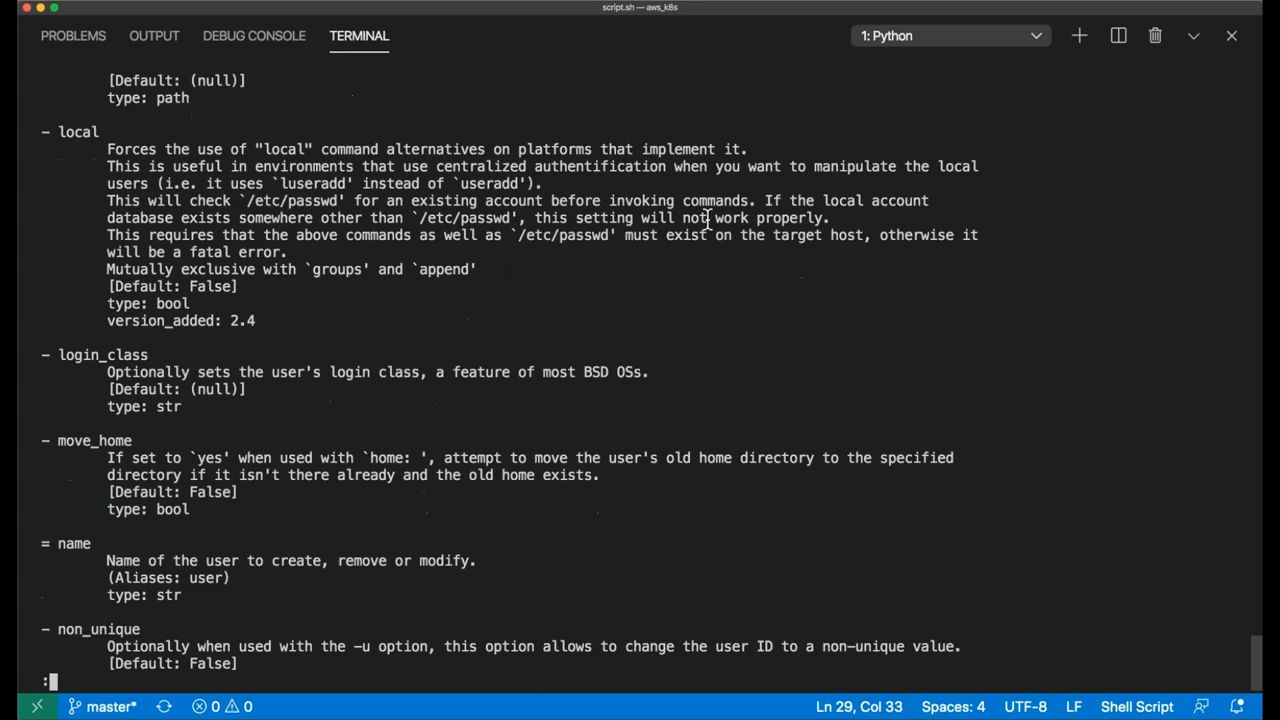 script.sh — aws_k8s
PROBLEMS OUTPUT DEBUG CONSOLE TERMINAL 1: Python
[Default: (null)]
type: path
- local
Forces the use of "local" command alternatives on platforms that implement it.
This is useful in environments that use centralized authentification when you want to manipulate the local
users (i.e. it uses `luseradd' instead of `useradd').
This will check `/etc/passwd' for an existing account before invoking commands. If the local account
database exists somewhere other than `/etc/passwd', this setting will not work properly.
This requires that the above commands as well as `/etc/passwd' must exist on the target host, otherwise it
will be a fatal error.
Mutually exclusive with `groups' and `append'
[Default: False]
type: bool
version_added: 2.4
- login_class
Optionally sets the user's login class, a feature of most BSD OSs.
[Default: (null)]
type: str
- move_home
If set to `yes' when used with `home: ', attempt to move the user's old home directory to the specified
directory if it isn't there already and the old home exists.
[Default: False]
type: bool
= name
Name of the user to create, remove or modify.
(Aliases: user)
type: str
- non_unique
Optionally when used with the -u option, this option allows to change the user ID to a non-unique value.
[Default: False]
:
master* 0 0 Ln 29, Col 33 Spaces: 4 UTF-8 LF Shell Script